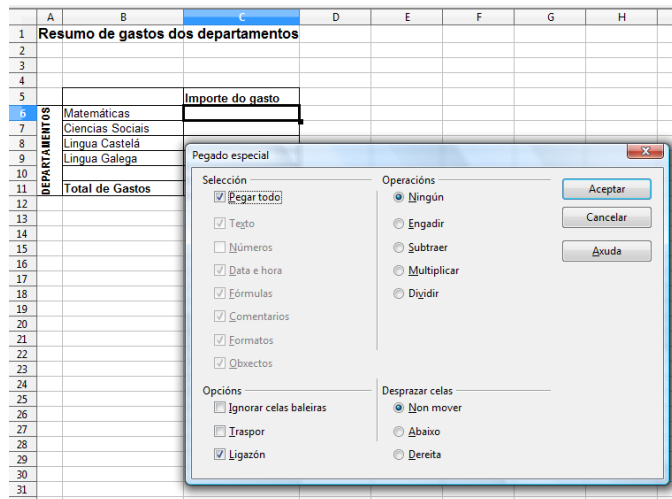 A B C D E F G H
1 Resumo de gastos dos departamentos
2
3
4
5 Importe do gasto
DEPARTAMENTOS
6 Matemáticas
7 Ciencias Sociais
8 Lingua Castelá
9 Lingua Galega
10
11 Total de Gastos
12
13
14
15
16
17
18
19
20
21
22
23
24
25
26
27
28
29
30
31
Pegado especial
Selección
Pegar todo
Texto
Números
Data e hora
Fórmulas
Comentarios
Formatos
Obxectos
Operacións
Ningún
Engadir
Subtraer
Multiplicar
Dividir
Aceptar
Cancelar
Axuda
Opcións
Ignorar celas baleiras
Traspor
Ligazón
Desprazar celas
Non mover
Abaixo
Dereita